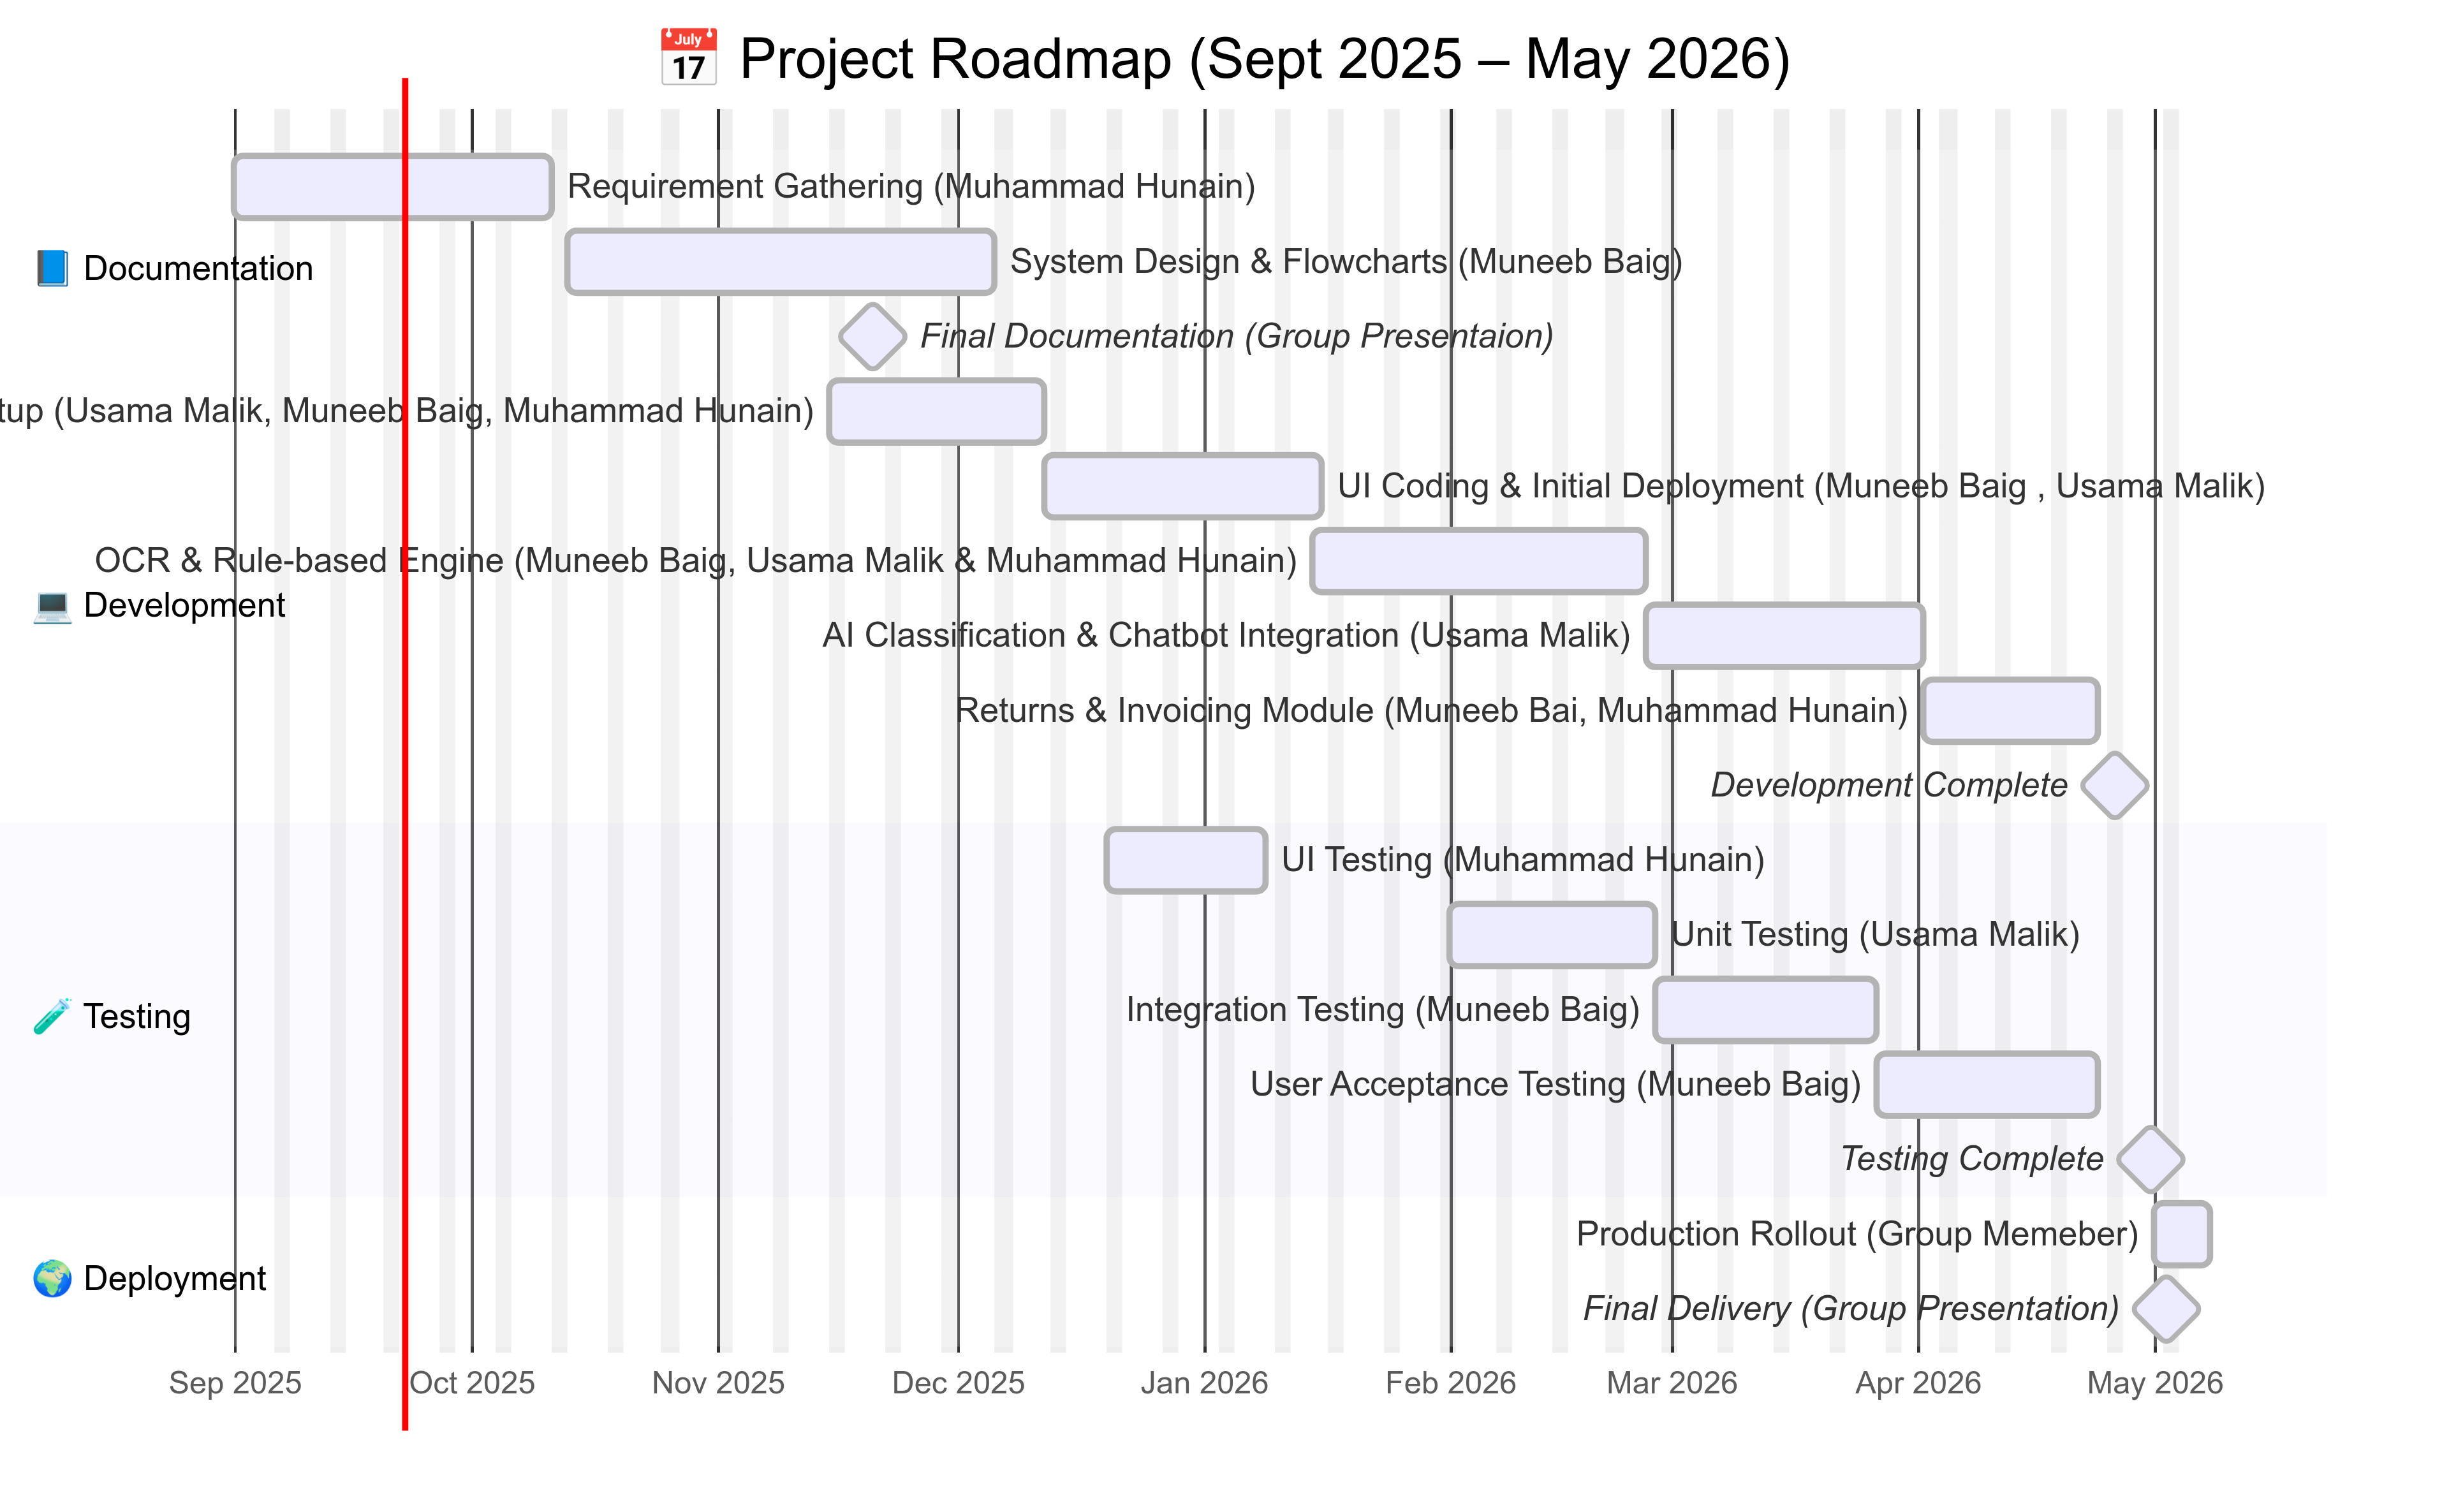 📅 Project Roadmap (Sept 2025 – May 2026)
Requirement Gathering (Muhammad Hunain)
System Design & Flowcharts (Muneeb Baig)
📘 Documentation
Final Documentation (Group Presentaion)
tup (Usama Malik, Muneeb Baig, Muhammad Hunain)
UI Coding & Initial Deployment (Muneeb Baig , Usama Malik)
OCR & Rule-based Engine (Muneeb Baig, Usama Malik & Muhammad Hunain)
💻 Development
AI Classification & Chatbot Integration (Usama Malik)
Returns & Invoicing Module (Muneeb Bai, Muhammad Hunain)
Development Complete
UI Testing (Muhammad Hunain)
Unit Testing (Usama Malik)
Integration Testing (Muneeb Baig)
🧪 Testing
User Acceptance Testing (Muneeb Baig)
Testing Complete
Production Rollout (Group Memeber)
🌍 Deployment
Final Delivery (Group Presentation)
Sep 2025 Oct 2025 Nov 2025 Dec 2025 Jan 2026 Feb 2026 Mar 2026 Apr 2026 May 2026